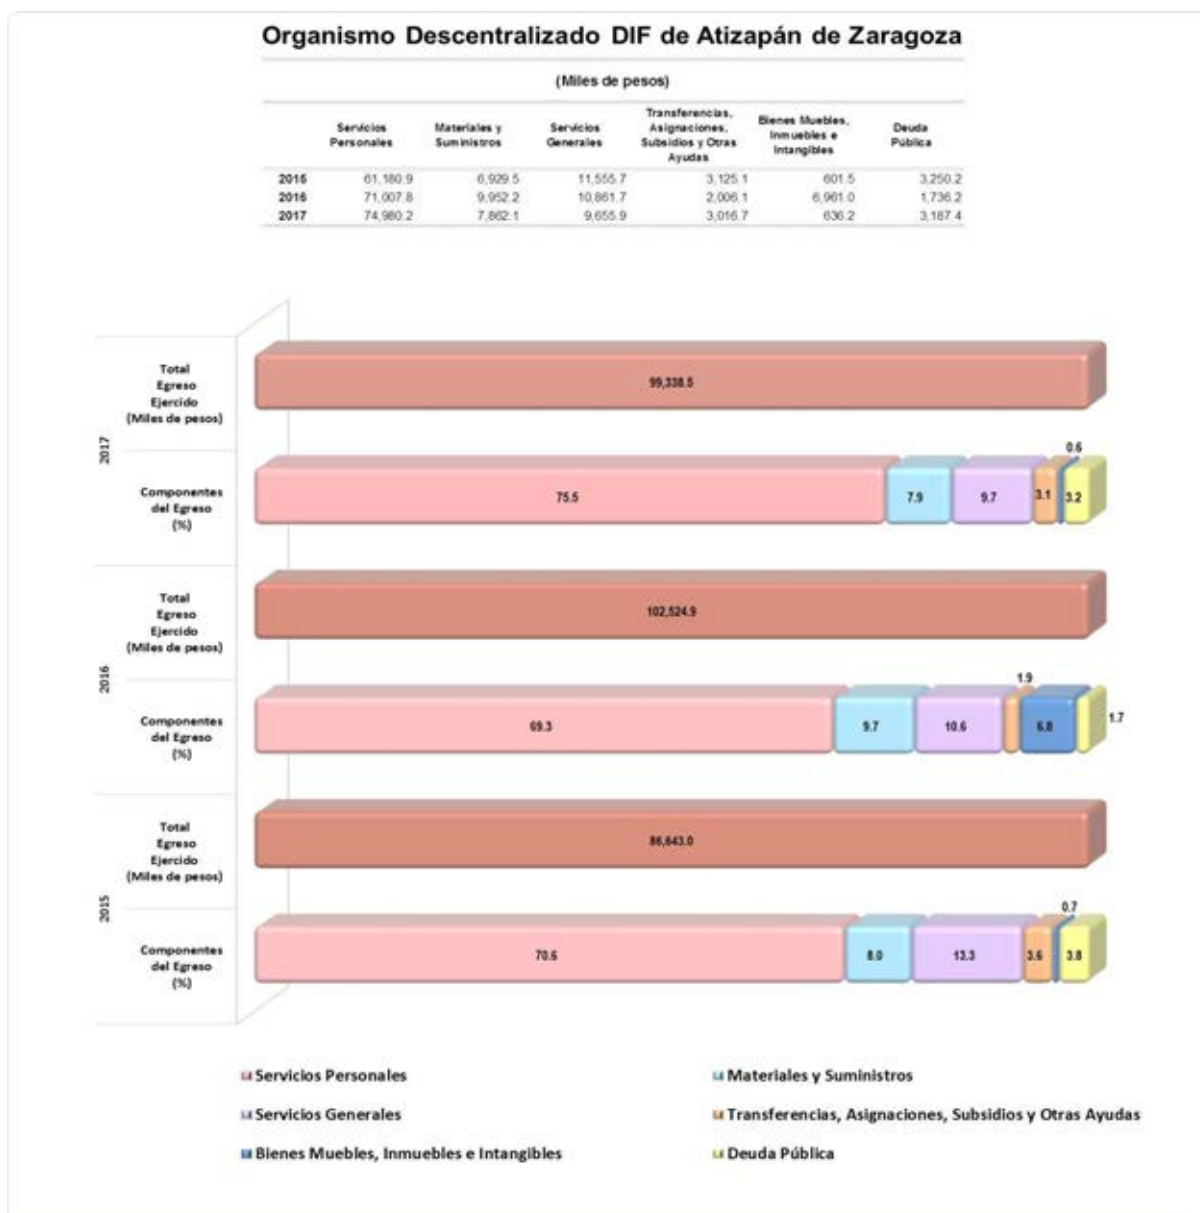 Organismo Descentralizado DIF de Atizapán de Zaragoza
(Miles de pesos)
Servicios Personales Materiales y Suministros Servicios Generales Transferencias, Asignaciones, Subsidios y Otras Ayudas Bienes Muebles, Inmuebles e Intangibles Deuda Pública
2015 61,180.9 6,929.5 11,555.7 3,125.1 601.5 3,250.2
2016 71,007.8 9,952.2 10,861.7 2,006.1 6,961.0 1,736.2
2017 74,980.2 7,862.1 9,655.9 3,016.7 636.2 3,187.4
2017
Total
Egreso
Ejercido
(Miles de pesos)
99,338.5
Componentes
del Egreso
(%)
75.5 7.9 9.7 3.1 0.6 3.2
2016
Total
Egreso
Ejercido
(Miles de pesos)
102,524.9
Componentes
del Egreso
(%)
69.3 9.7 10.6 1.9 6.8 1.7
2015
Total
Egreso
Ejercido
(Miles de pesos)
86,643.0
Componentes
del Egreso
(%)
70.6 8.0 13.3 3.6 0.7 3.8
Servicios Personales
Materiales y Suministros
Servicios Generales
Transferencias, Asignaciones, Subsidios y Otras Ayudas
Bienes Muebles, Inmuebles e Intangibles
Deuda Pública